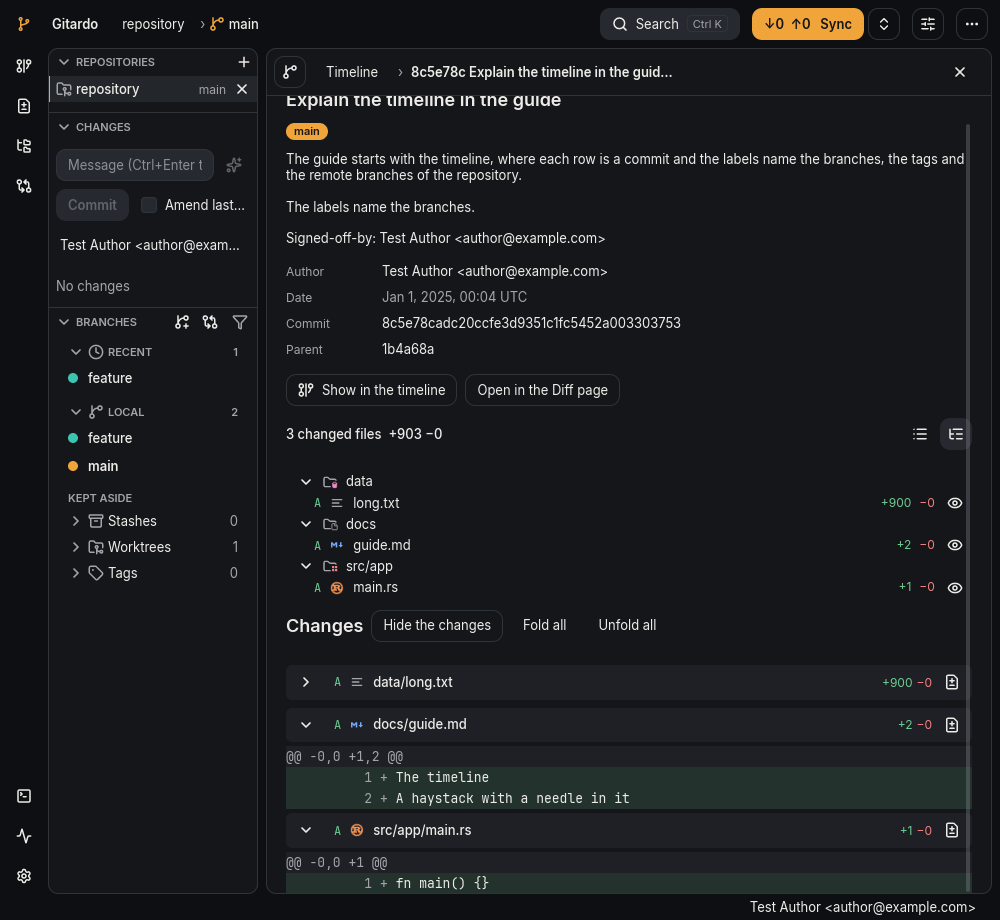 Gitardo repository › main Search Ctrl K ↓0 ↑0 Sync
REPOSITORIES
repository main
CHANGES
Message (Ctrl+Enter t
Commit Amend last...
Test Author <author@exam...
No changes
BRANCHES
RECENT 1
feature
LOCAL 2
feature
main
KEPT ASIDE
Stashes 0
Worktrees 1
Tags 0
Timeline › 8c5e78c Explain the timeline in the guid...
Explain the timeline in the guide
main
The guide starts with the timeline, where each row is a commit and the labels name the branches, the tags and
the remote branches of the repository.
The labels name the branches.
Signed-off-by: Test Author <author@example.com>
Author Test Author <author@example.com>
Date Jan 1, 2025, 00:04 UTC
Commit 8c5e78cadc20ccfe3d9351c1fc5452a003303753
Parent 1b4a68a
Show in the timeline Open in the Diff page
3 changed files +903 −0
data
A long.txt +900 −0
docs
A guide.md +2 −0
src/app
A main.rs +1 −0
Changes Hide the changes Fold all Unfold all
A data/long.txt +900 −0
A docs/guide.md +2 −0
@@ -0,0 +1,2 @@
1 + The timeline
2 + A haystack with a needle in it
A src/app/main.rs +1 −0
@@ -0,0 +1 @@
1 + fn main() {}
Test Author <author@example.com>